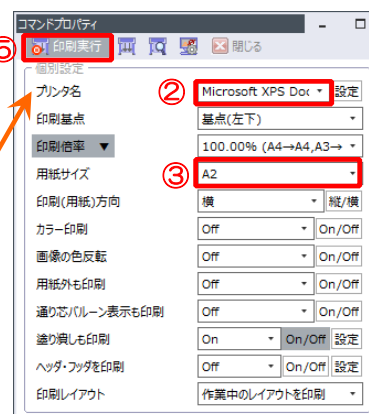 コマンドプロパティ
⑤ 印刷実行 閉じる
個別設定
プリンタ名 ② Microsoft XPS Doc 設定
印刷基点 基点(左下)
印刷倍率 ▼ 100.00% (A4→A4,A3→
用紙サイズ ③ A2
印刷(用紙)方向 横 縦/横
カラー印刷 Off On/Off
画像の色反転 Off On/Off
用紙外も印刷 Off On/Off
通り芯バルーン表示も印刷 Off On/Off
塗り潰しも印刷 On On/Off 設定
ヘッダ・フッダを印刷 Off On/Off 設定
印刷レイアウト 作業中のレイアウトを印刷